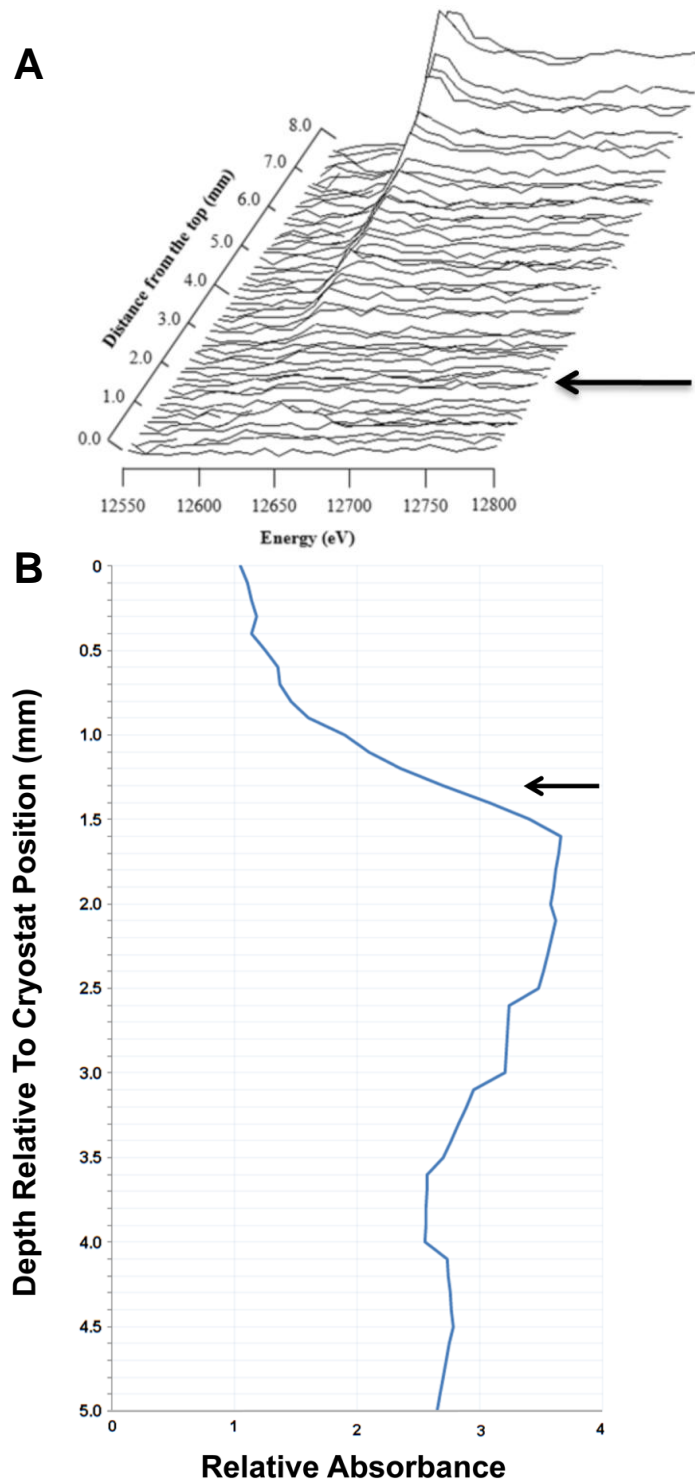 A
8.0
7.0
6.0
5.0
4.0
3.0
2.0
1.0
0.0
Distance from the top (mm)
12550 12600 12650 12700 12750 12800
Energy (eV)
B
0
0.5
1.0
1.5
2.0
2.5
3.0
3.5
4.0
4.5
5.0
Depth Relative To Cryostat Position (mm)
0 1 2 3 4
Relative Absorbance